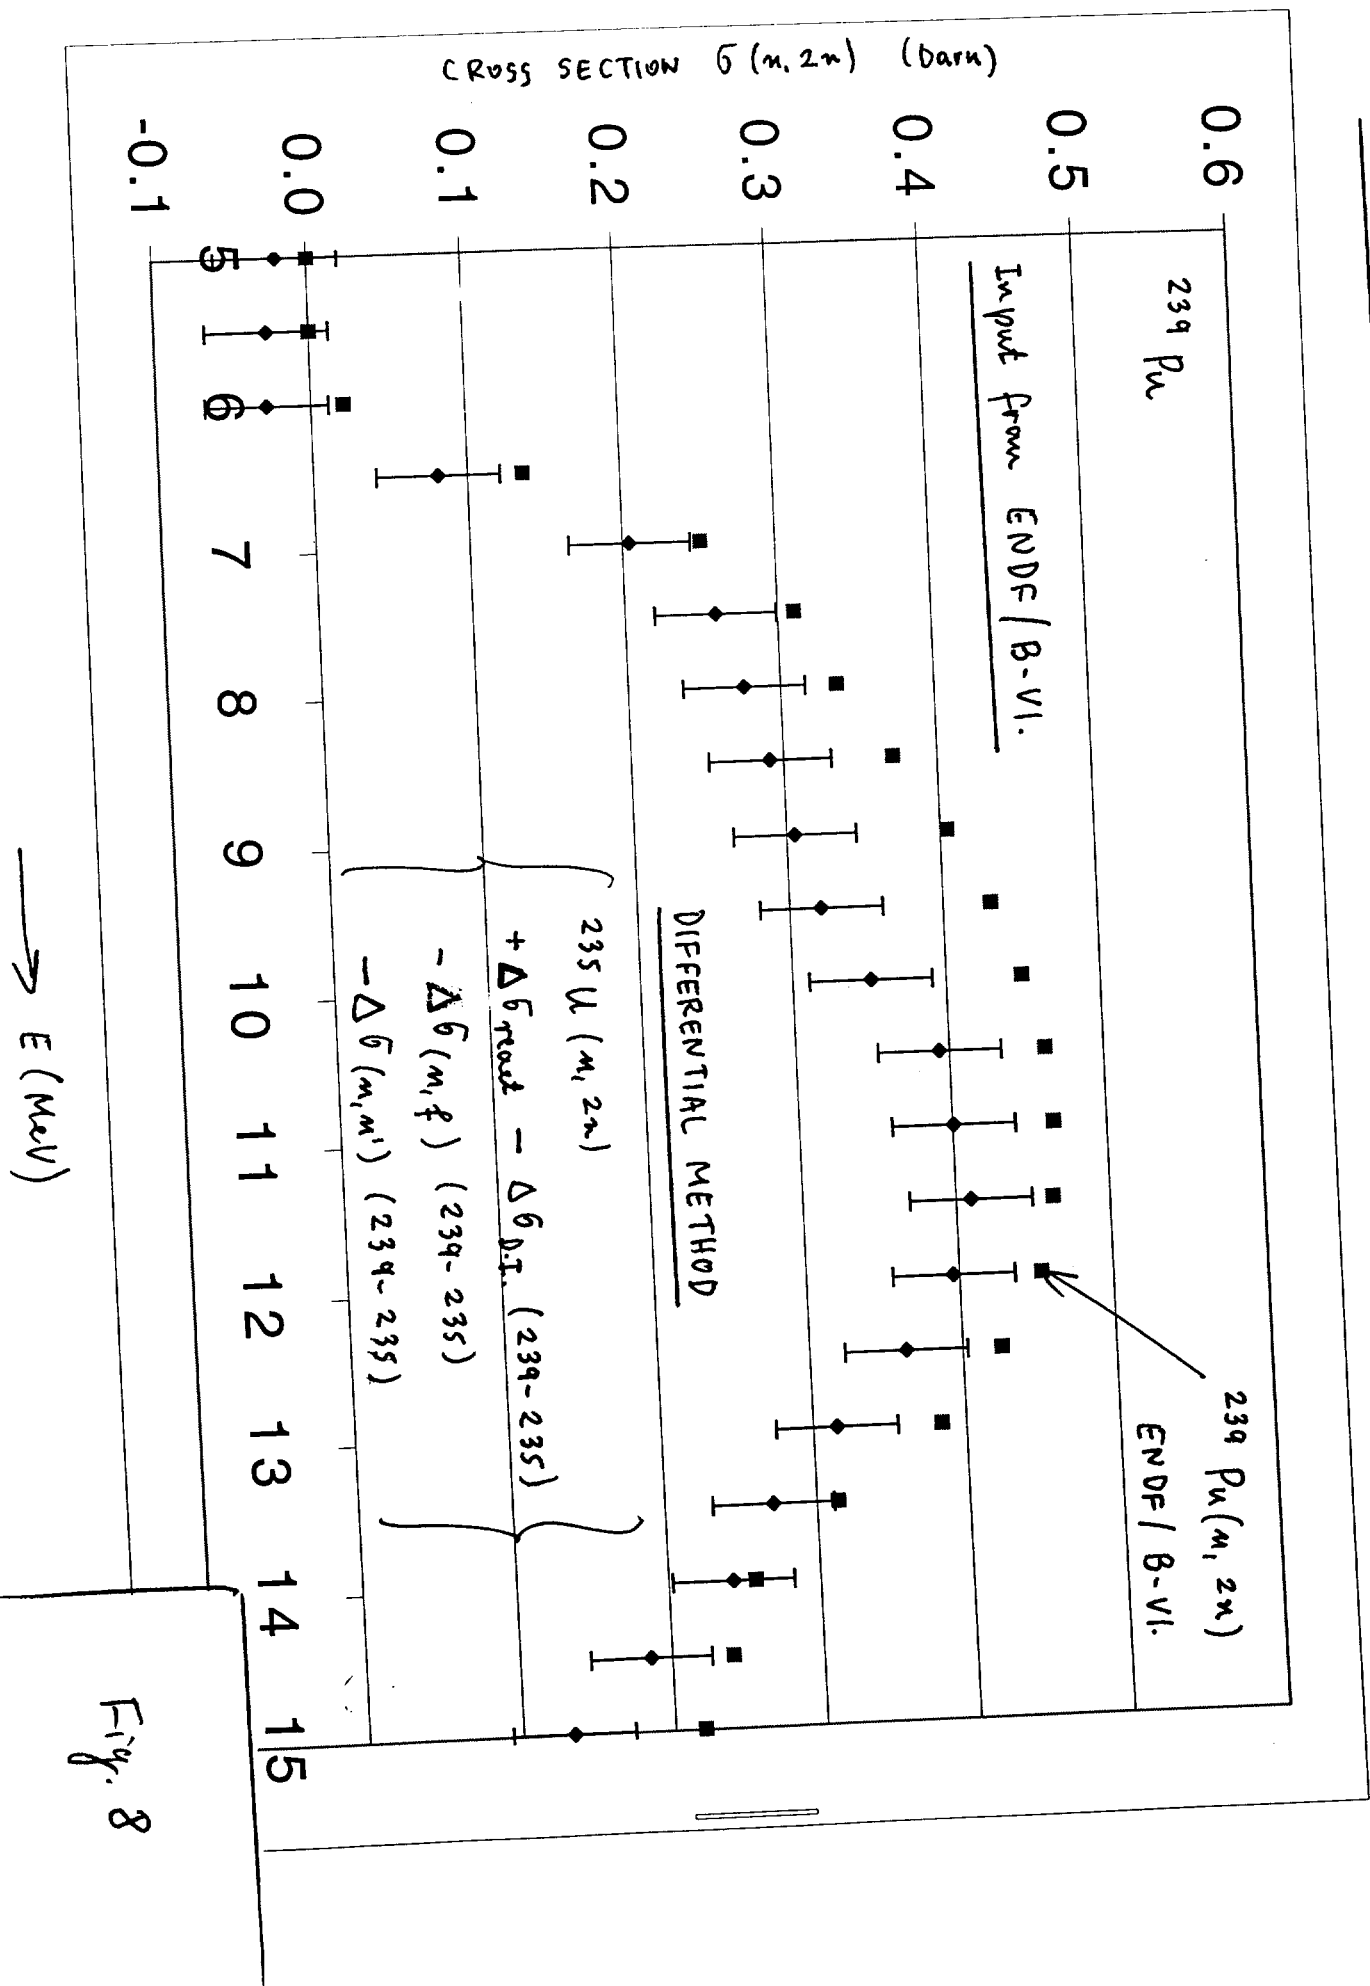 CROSS SECTION σ (n, 2n) (barn)
0.6
0.5
0.4
0.3
0.2
0.1
0.0
-0.1
239 Pu
Input from ENDF/B-VI.
239 Pu (n, 2n)
ENDF/B-VI.
DIFFERENTIAL METHOD
235 U (n, 2n)
+ Δσ react - Δσ D.I. (239-235)
- Δσ (n, f) (239-235)
- Δσ (n, n') (239-235)
5 6 7 8 9 10 11 12 13 14 15
→ E (MeV)
Fig. 8